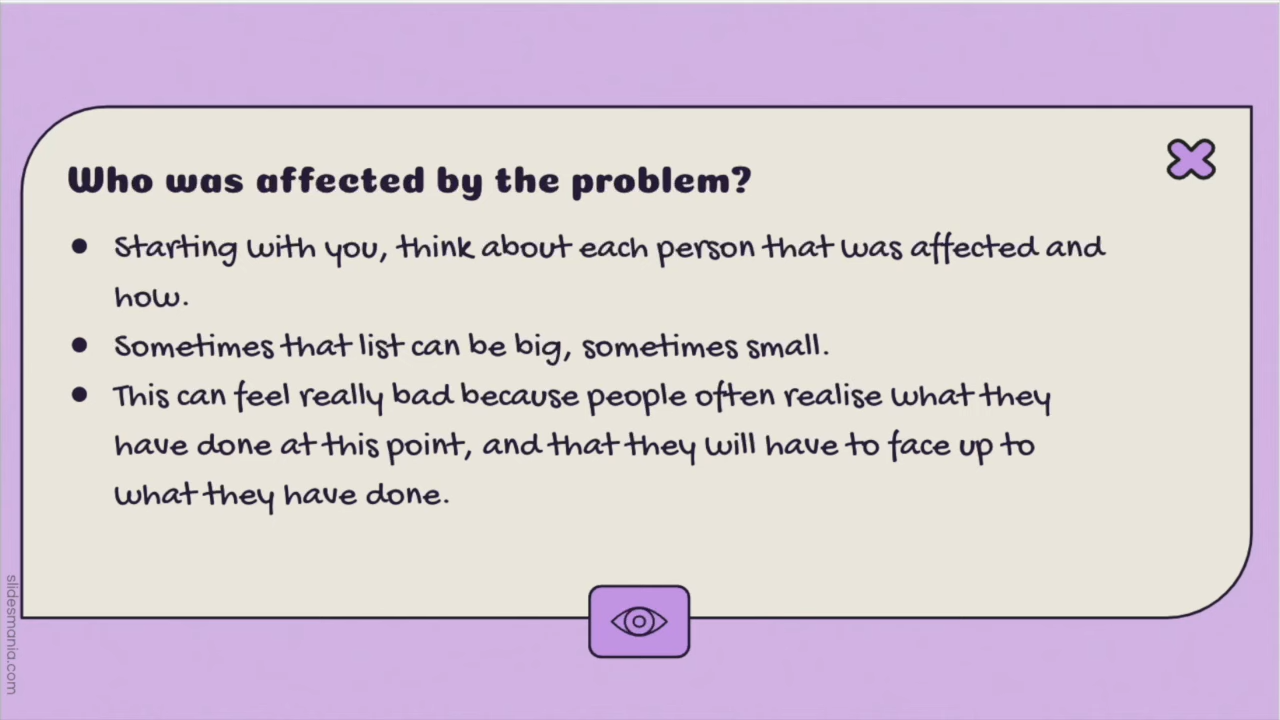 Who was affected by the problem?
Starting with you, think about each person that was affected and
how.
Sometimes that list can be big, sometimes small.
This can feel really bad because people often realise what they
have done at this point, and that they will have to face up to
what they have done.
slidesmania.com